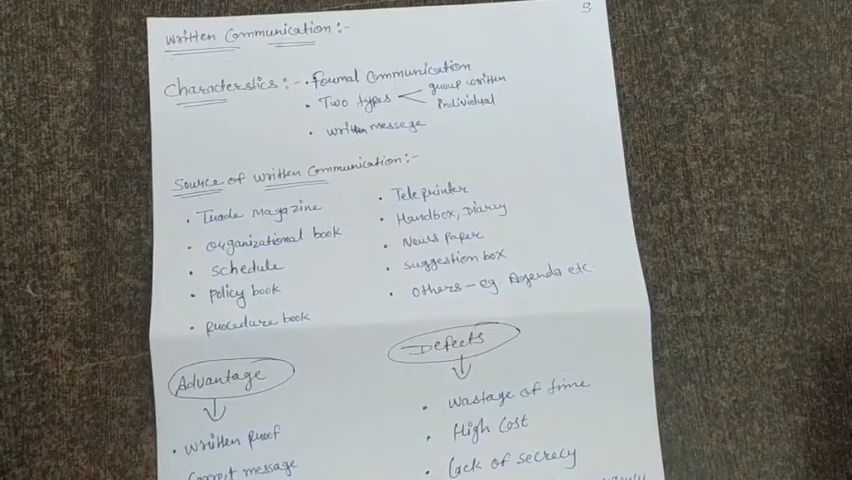 S.
Written Communication:-
Characterstics:- • Formal Communication
• Two types group written
Individual
• written message
Source of written Communication:-
• Trade Magazine
• organizational book
• schedule
• policy book
• procedure book
• Teleprinter
• Handbox, Diary
• News Paper
• suggestion box
• others - eg. Agenda etc.
Advantage
• written proof
Correct message
Defects
• wastage of time
• High Cost
• Lack of secrecy